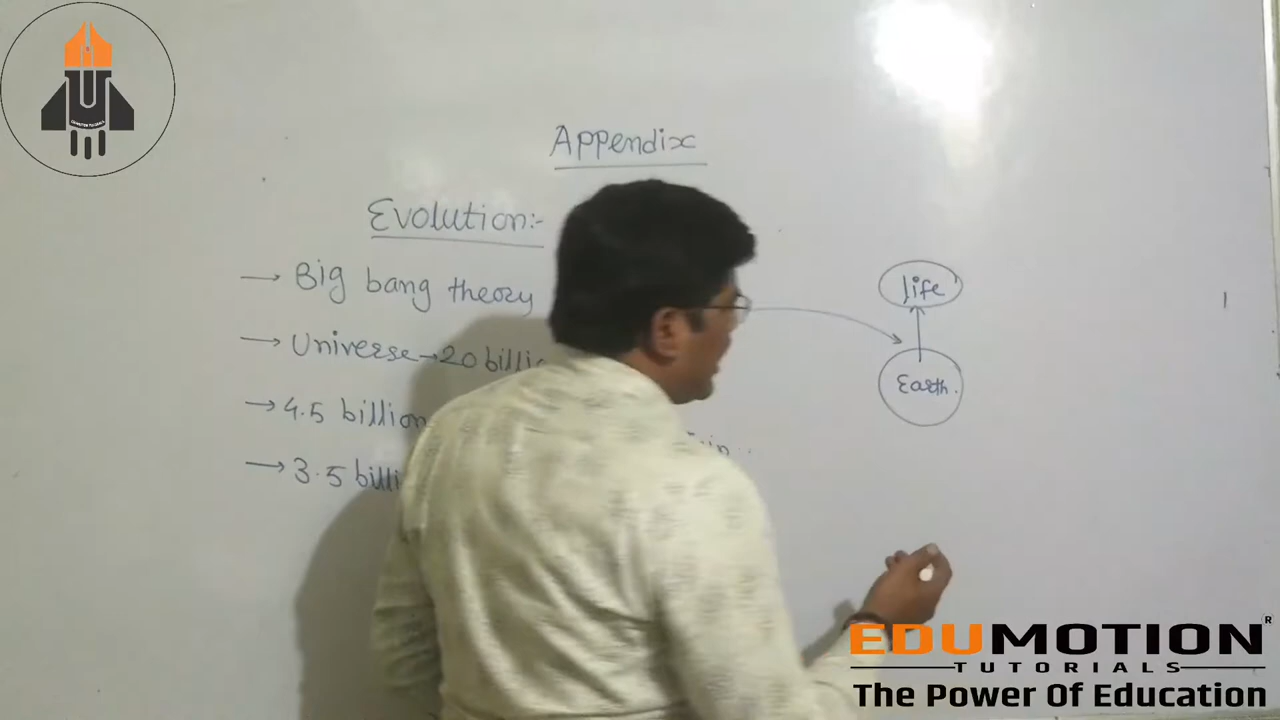 Appendix
Evolution:-
→ Big bang theory
→ Universe → 20 billi
→ 4.5 billion
→ 3.5 billi
life
Earth.
EDUMOTION®
TUTORIALS
The Power Of Education